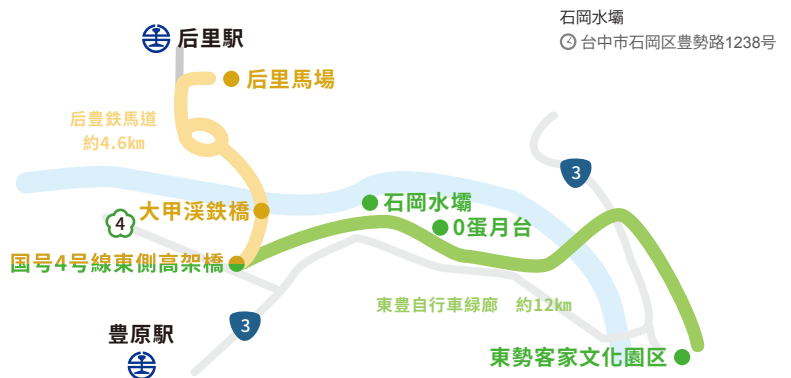 石岡水壩
台中市石岡区豊勢路1238号
后里駅
后里馬場
后豊鉄馬道
約4.6㎞
3
大甲渓鉄橋
石岡水壩
4
0蛋月台
国号4号線東側高架橋
東豊自行車緑廊　約12㎞
3
豊原駅
東勢客家文化園区